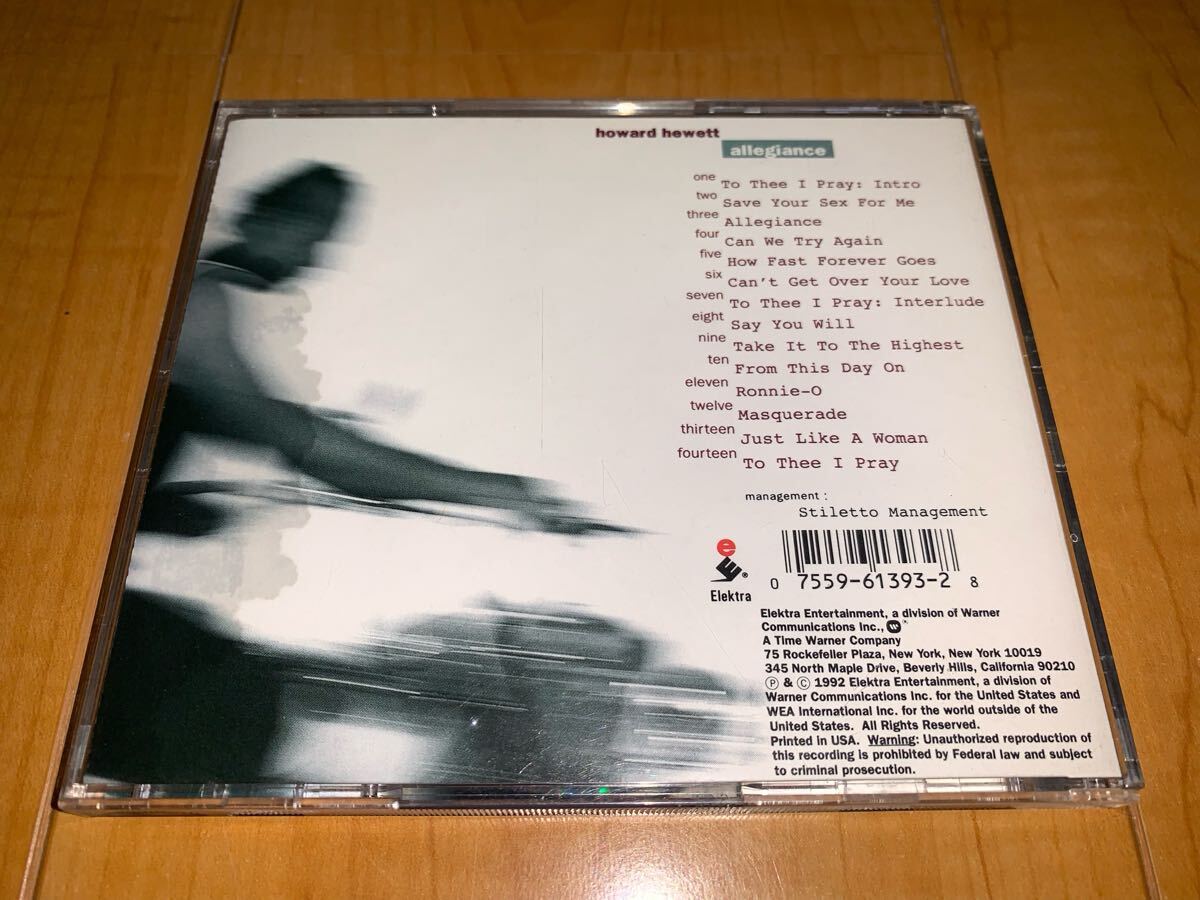 howard hewett
allegiance
one To Thee I Pray: Intro
two Save Your Sex For Me
three Allegiance
four Can We Try Again
five How Fast Forever Goes
six Can't Get Over Your Love
seven To Thee I Pray: Interlude
eight Say You Will
nine Take It To The Highest
ten From This Day On
eleven Ronnie-O
twelve Masquerade
thirteen Just Like A Woman
fourteen To Thee I Pray
management:
Stiletto Management
e
Elektra
0 7559-61393-2 8
Elektra Entertainment, a division of Warner
Communications Inc.,
A Time Warner Company
75 Rockefeller Plaza, New York, New York 10019
345 North Maple Drive, Beverly Hills, California 90210
℗ & © 1992 Elektra Entertainment, a division of
Warner Communications Inc. for the United States and
WEA International Inc. for the world outside of the
United States. All Rights Reserved.
Printed in USA. Warning: Unauthorized reproduction of
this recording is prohibited by Federal law and subject
to criminal prosecution.